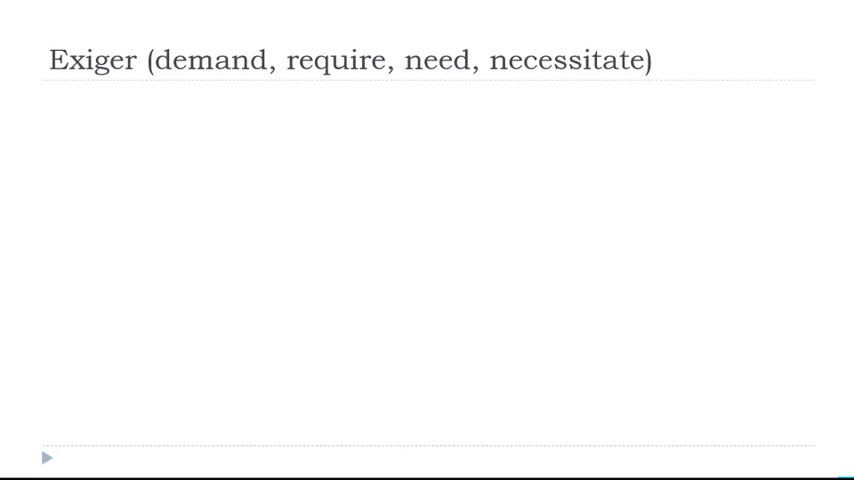 Exiger (demand, require, need, necessitate)